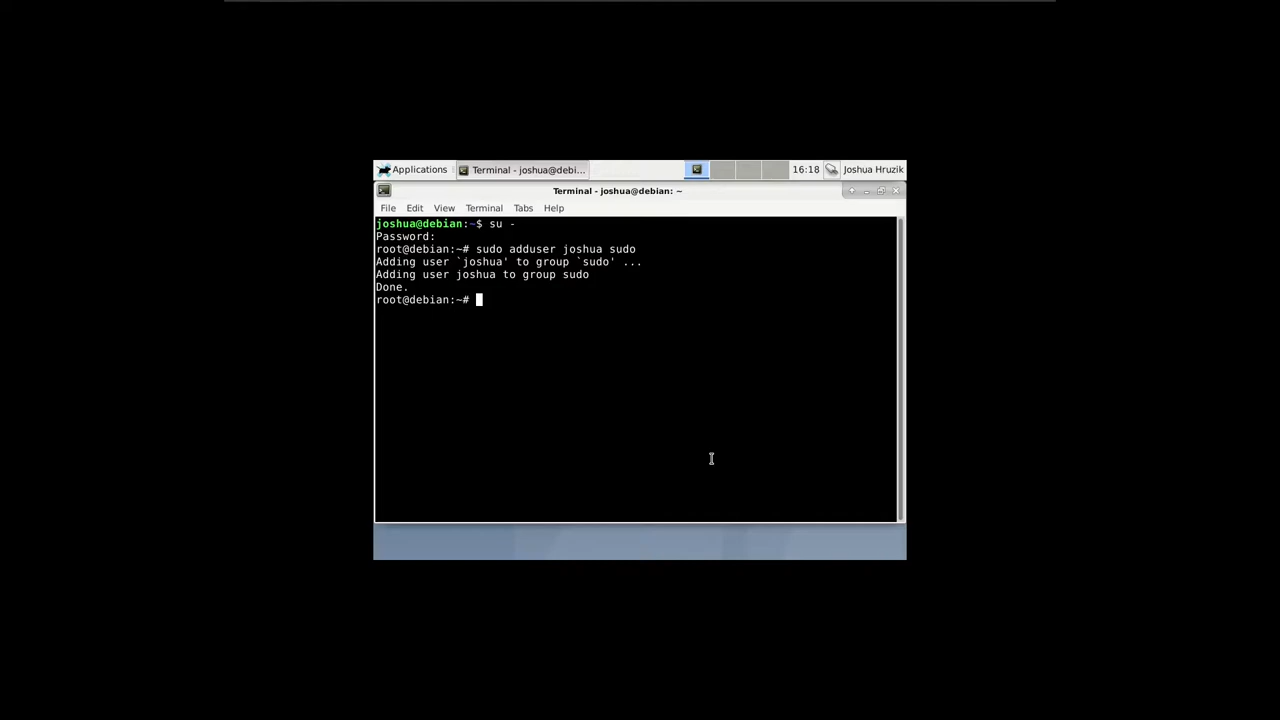 Applications
Terminal - joshua@debi...
16:18
Joshua Hruzik
Terminal - joshua@debian: ~
File Edit View Terminal Tabs Help
joshua@debian:~$ su -
Password:
root@debian:~# sudo adduser joshua sudo
Adding user `joshua' to group `sudo' ...
Adding user joshua to group sudo
Done.
root@debian:~#